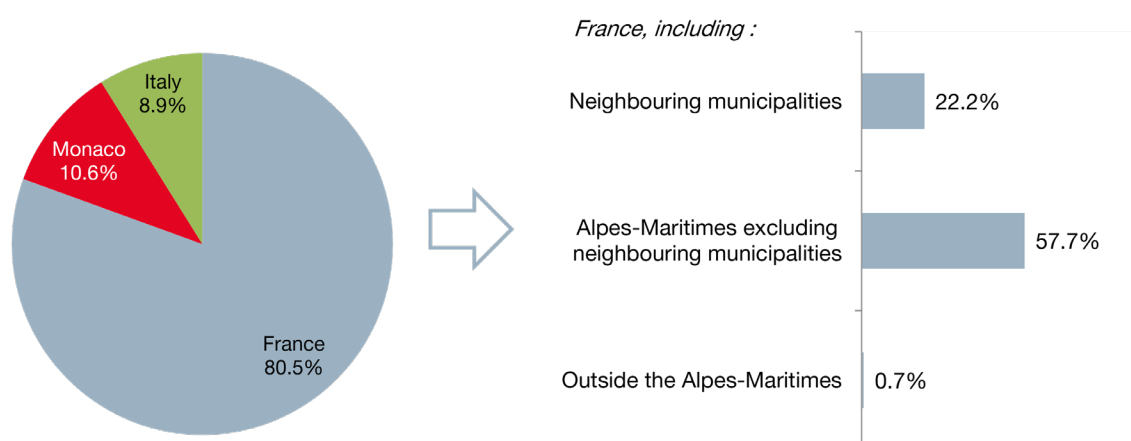 Italy
8.9%
Monaco
10.6%
France
80.5%
France, including :
Neighbouring municipalities
22.2%
Alpes-Maritimes excluding
neighbouring municipalities
57.7%
Outside the Alpes-Maritimes
0.7%